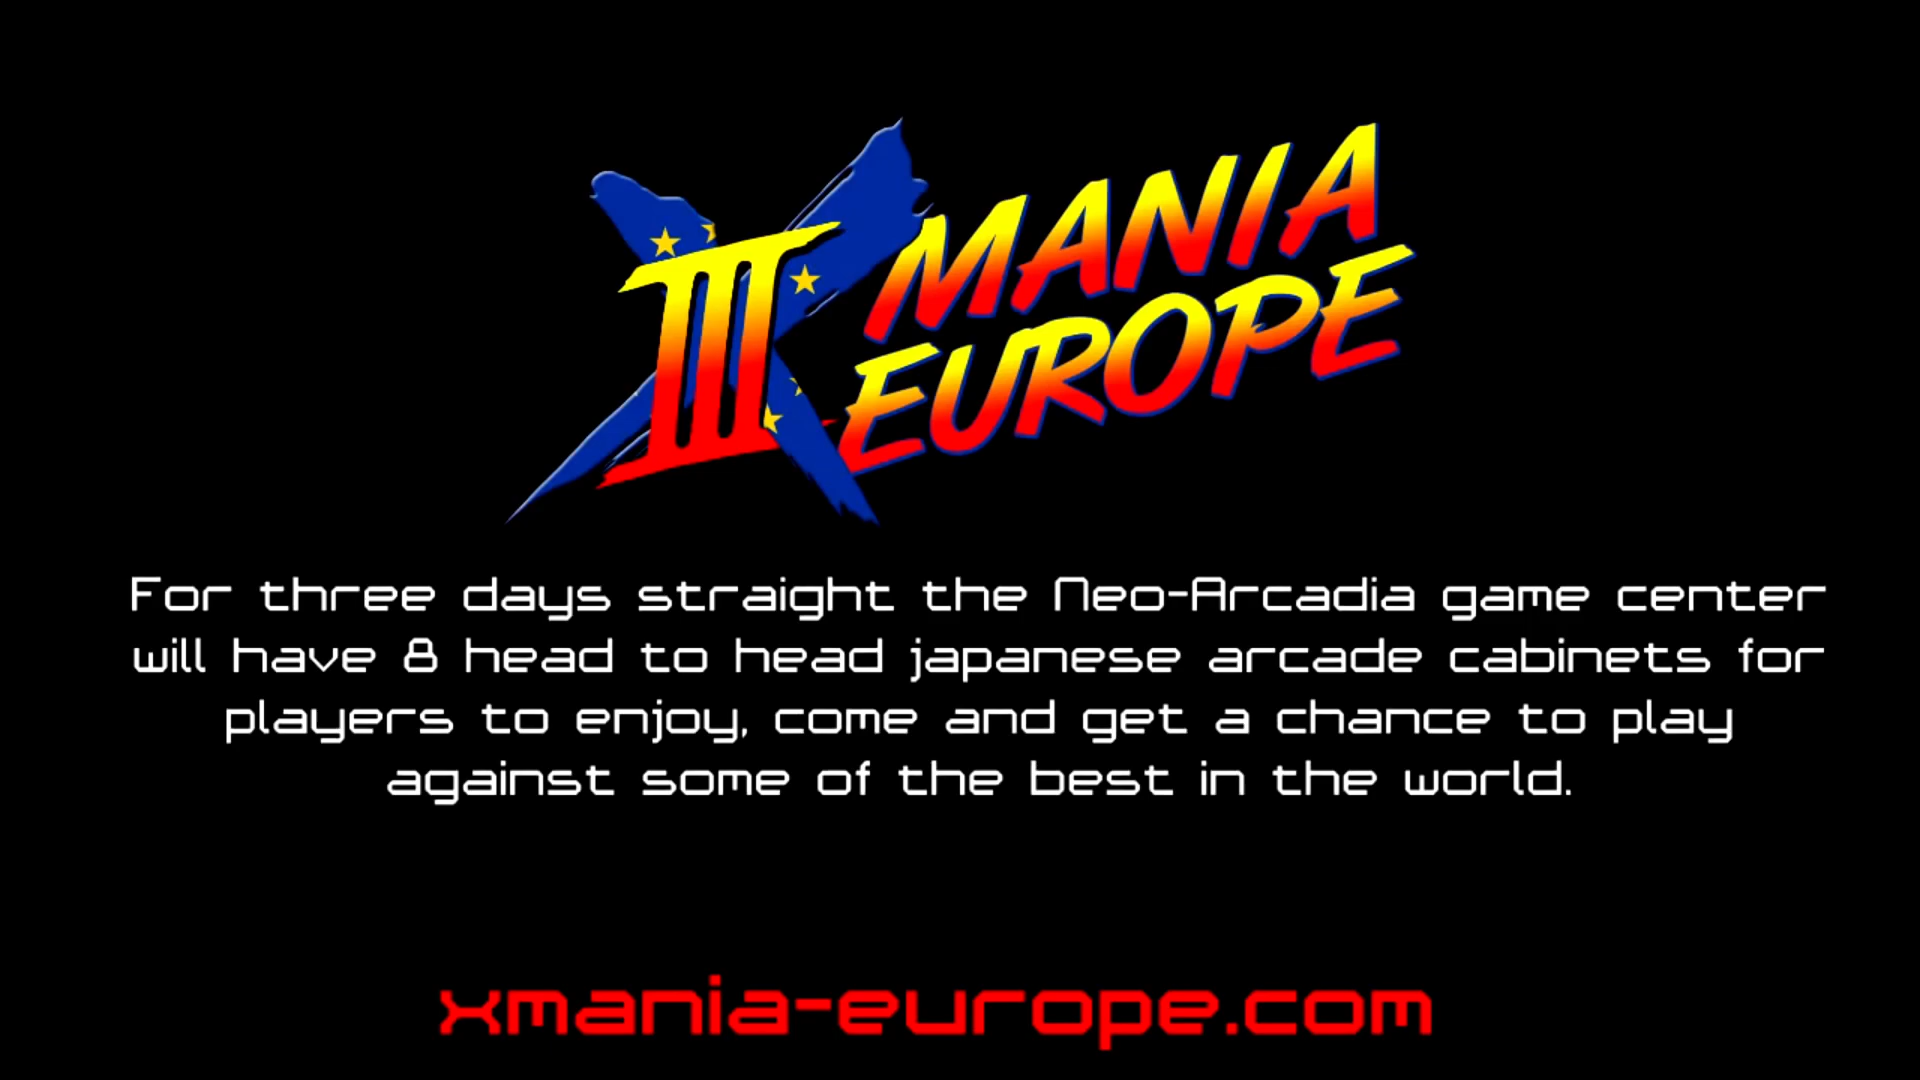 III X MANIA
EUROPE
For three days straight the Neo-Arcadia game center
will have 8 head to head japanese arcade cabinets for
players to enjoy, come and get a chance to play
against some of the best in the world.
xmania-europe.com